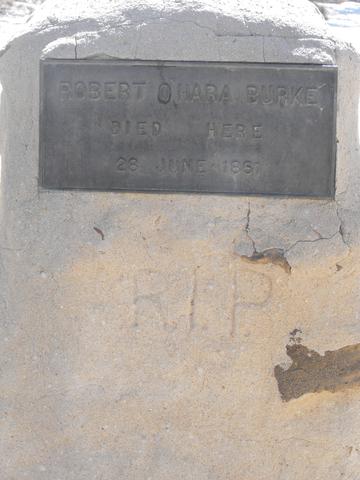 ROBERT O'HARA BURKE
DIED HERE
28 JUNE 1861
R.I.P.